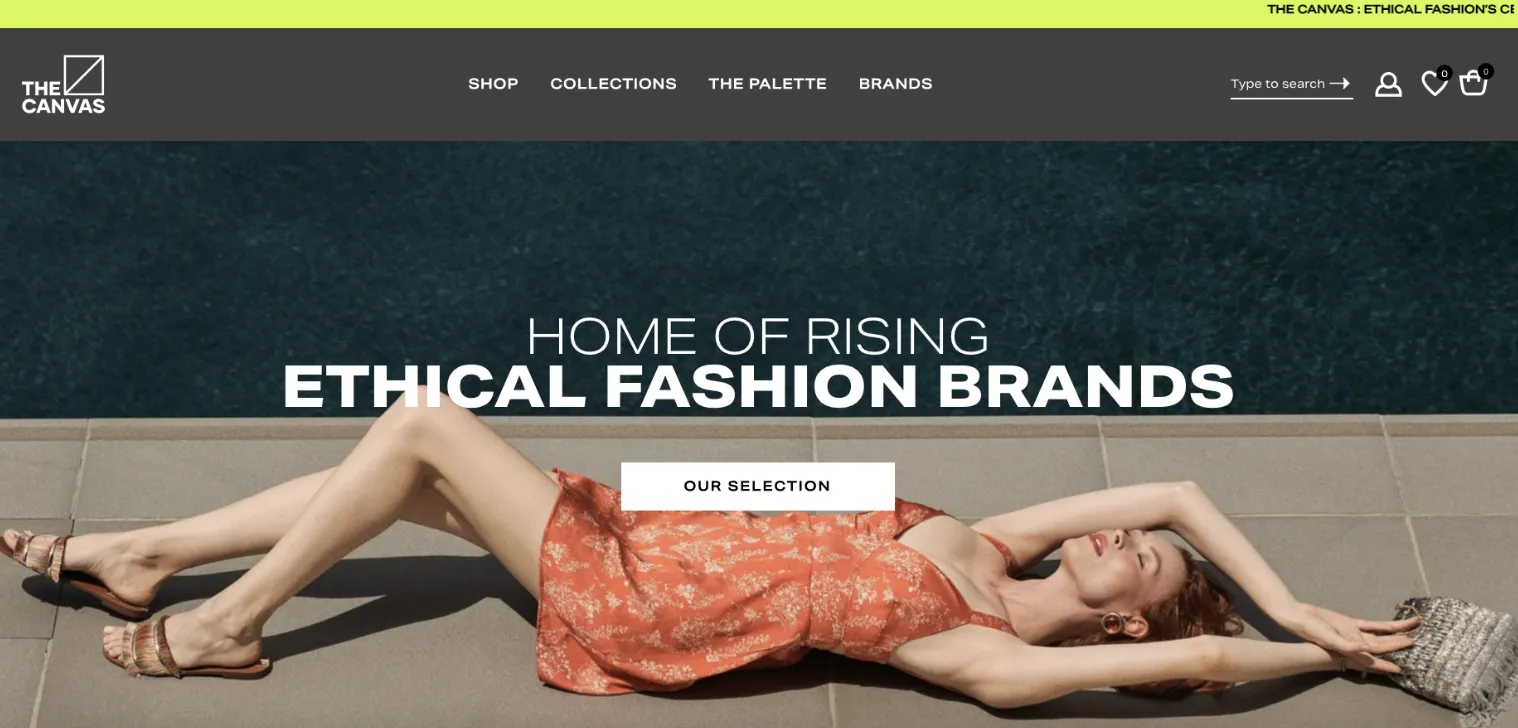 THE CANVAS : ETHICAL FASHION'S CE
THE
CANVAS
SHOP
COLLECTIONS
THE PALETTE
BRANDS
Type to search
0
0
HOME OF RISING
ETHICAL FASHION BRANDS
OUR SELECTION